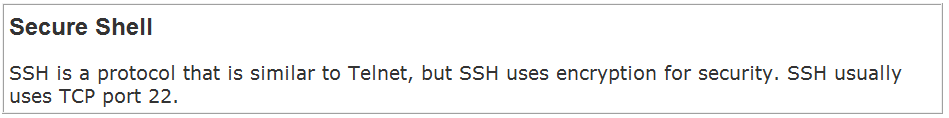 Secure Shell
SSH is a protocol that is similar to Telnet, but SSH uses encryption for security. SSH usually
uses TCP port 22.